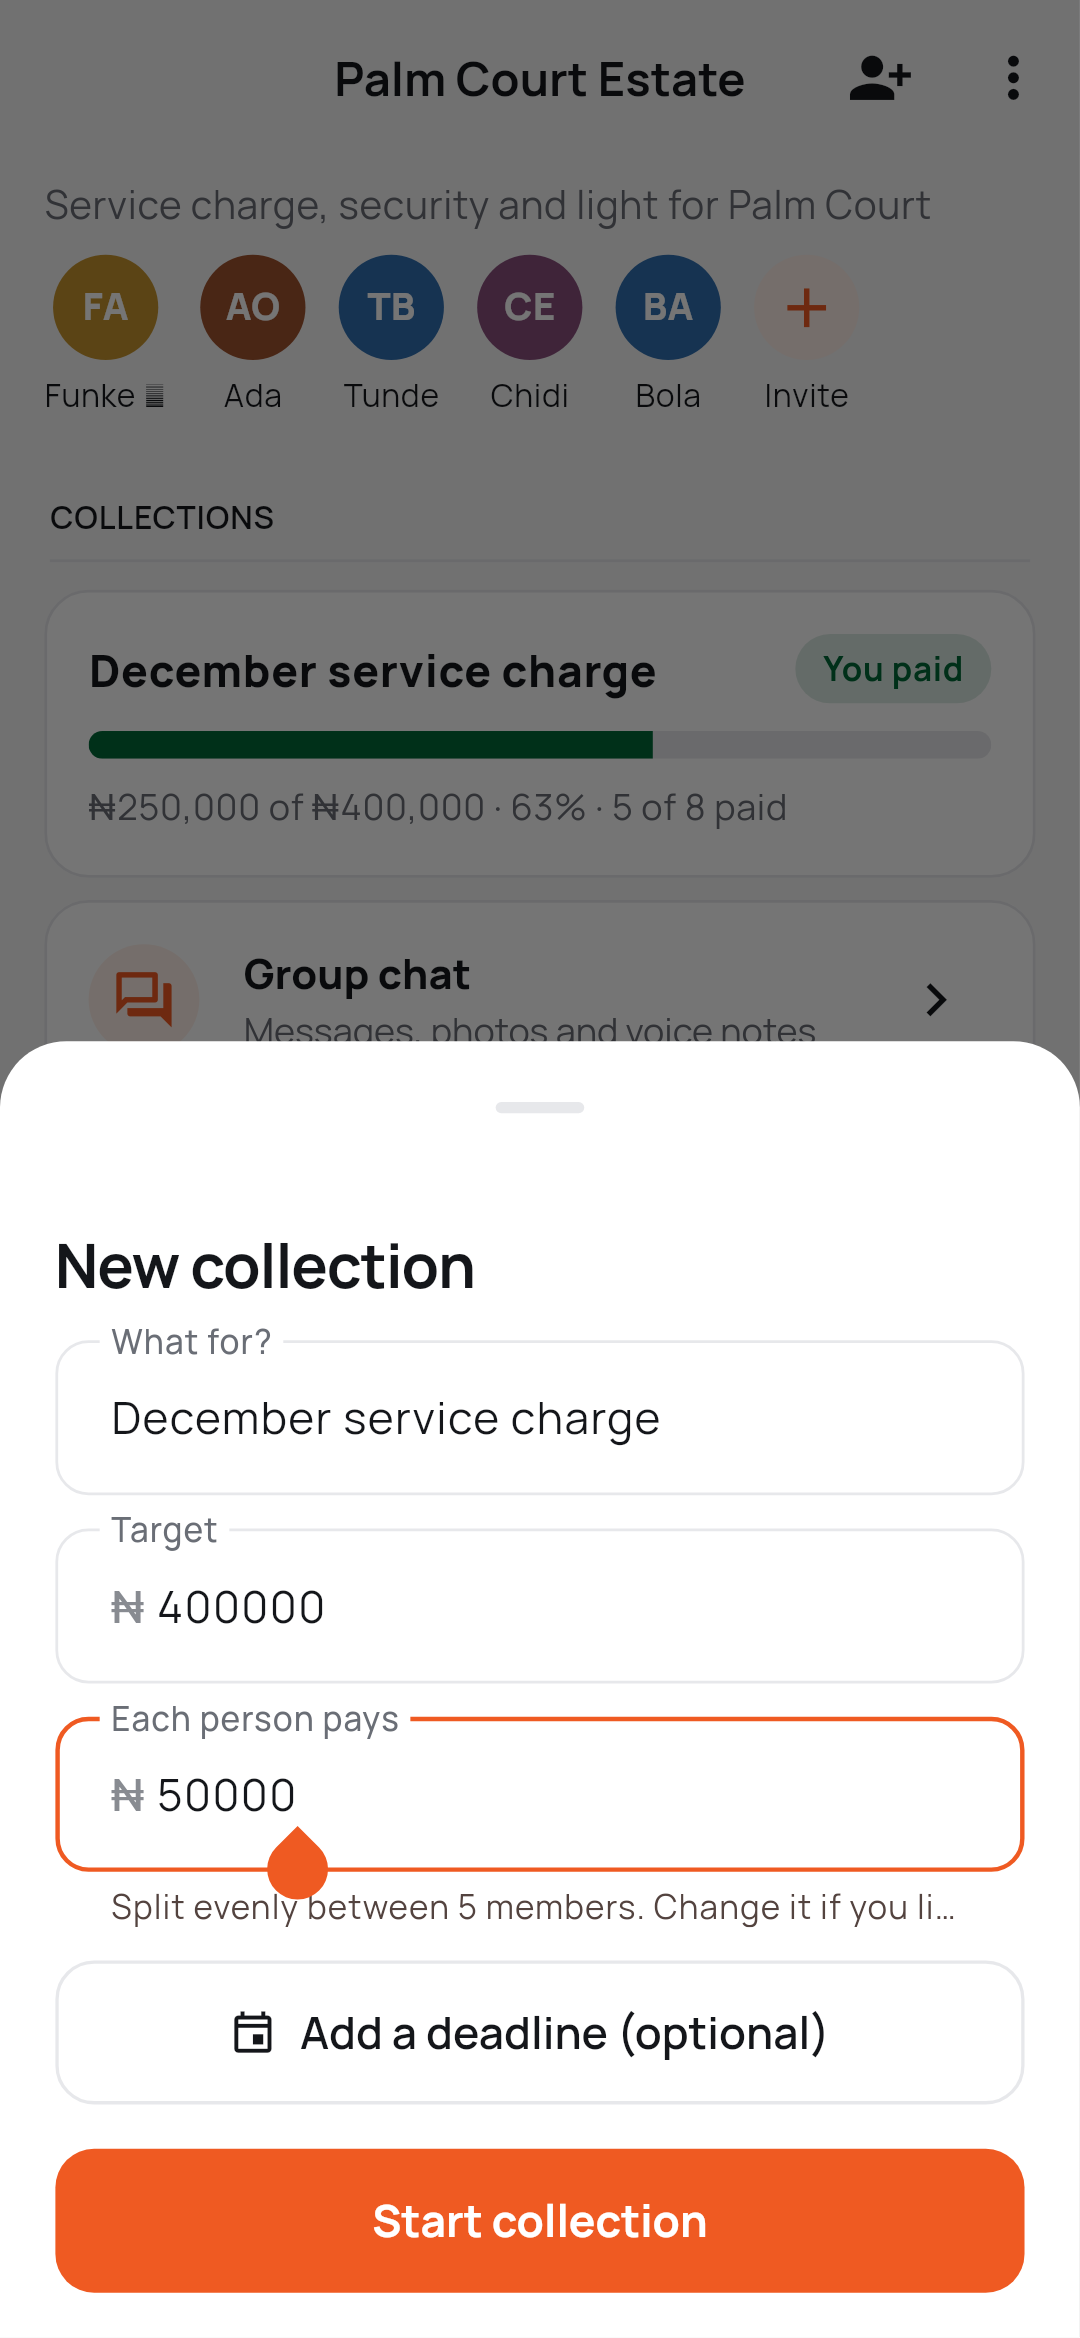 Palm Court Estate
Service charge, security and light for Palm Court
FA AO TB CE BA
Funke Ada Tunde Chidi Bola Invite
COLLECTIONS
December service charge You paid
₦250,000 of ₦400,000 · 63% · 5 of 8 paid
Group chat
Messages, photos and voice notes
New collection
What for?
December service charge
Target
₦ 400000
Each person pays
₦ 50000
Split evenly between 5 members. Change it if you li...
Add a deadline (optional)
Start collection